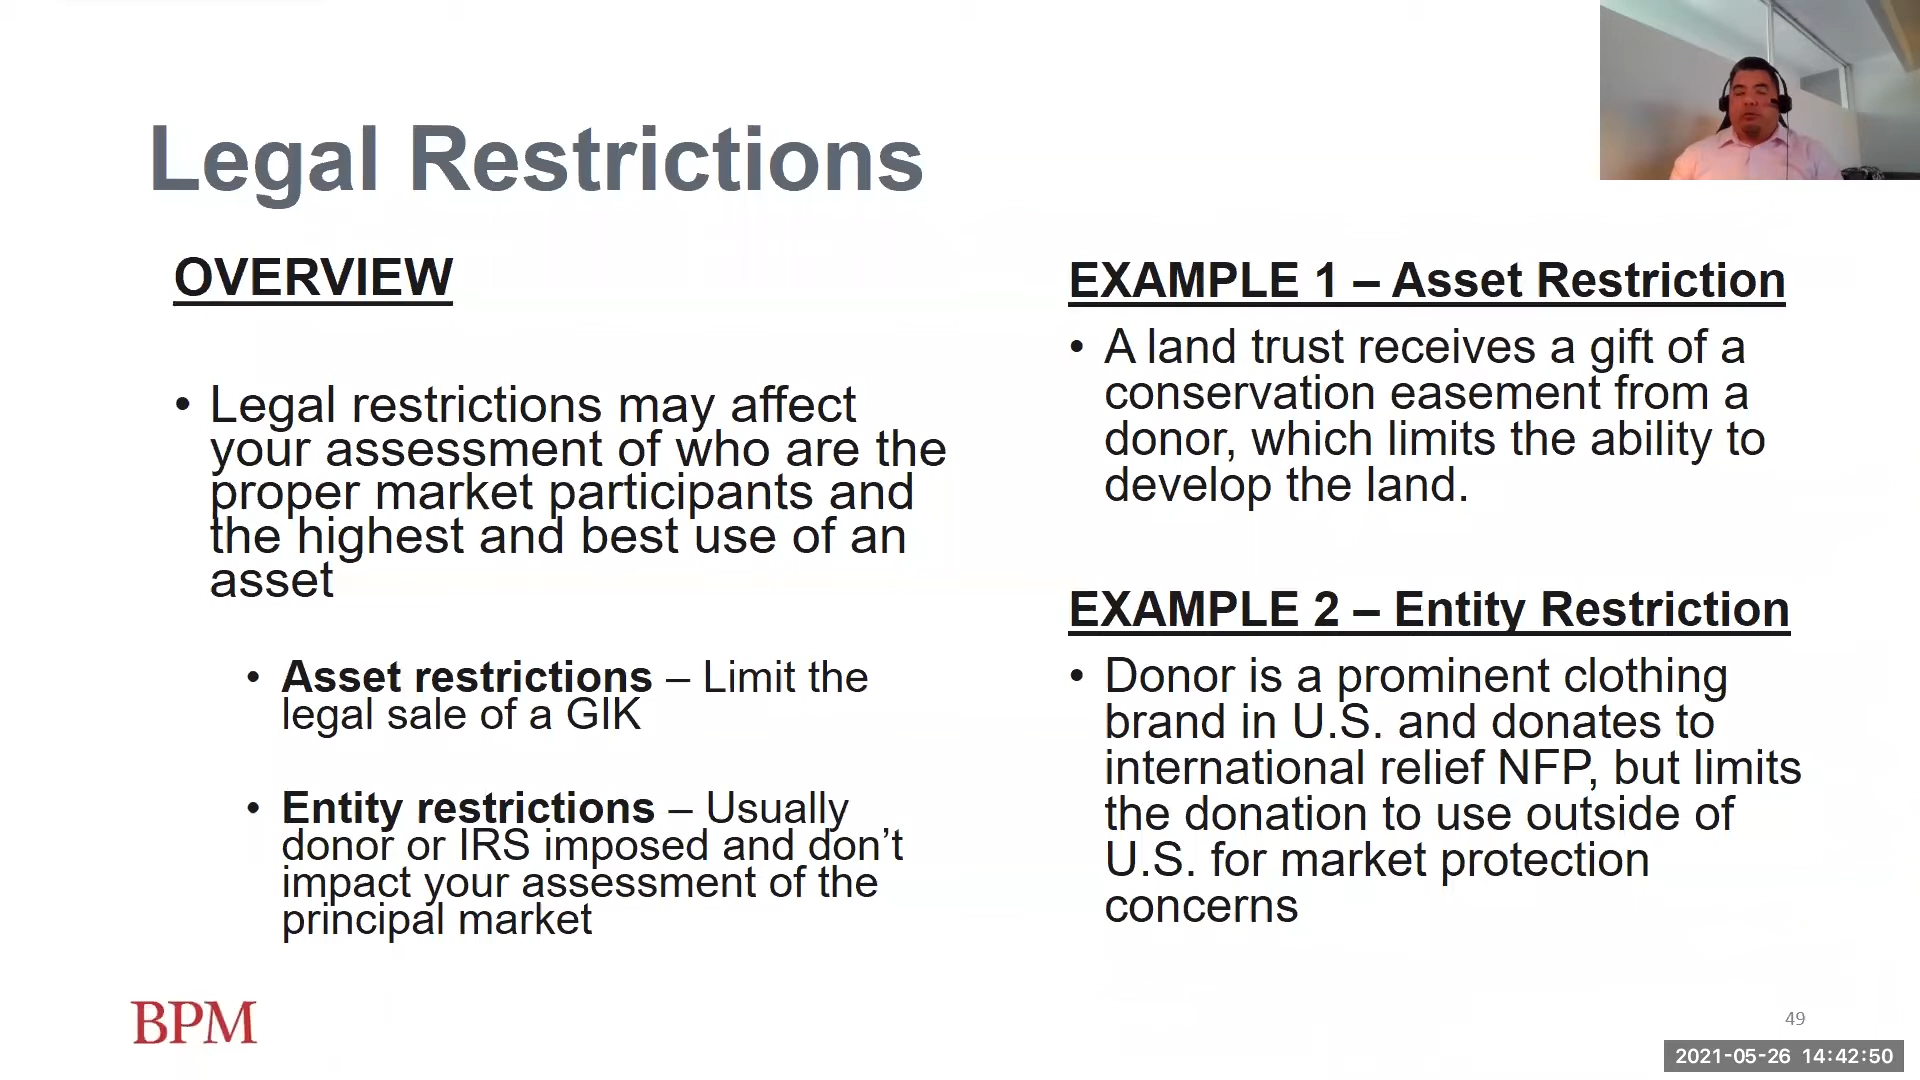 Legal Restrictions
OVERVIEW
• Legal restrictions may affect
your assessment of who are the
proper market participants and
the highest and best use of an
asset
• Asset restrictions – Limit the
legal sale of a GIK
• Entity restrictions – Usually
donor or IRS imposed and don’t
impact your assessment of the
principal market
EXAMPLE 1 – Asset Restriction
• A land trust receives a gift of a
conservation easement from a
donor, which limits the ability to
develop the land.
EXAMPLE 2 – Entity Restriction
• Donor is a prominent clothing
brand in U.S. and donates to
international relief NFP, but limits
the donation to use outside of
U.S. for market protection
concerns
BPM
49
2021-05-26 14:42:50